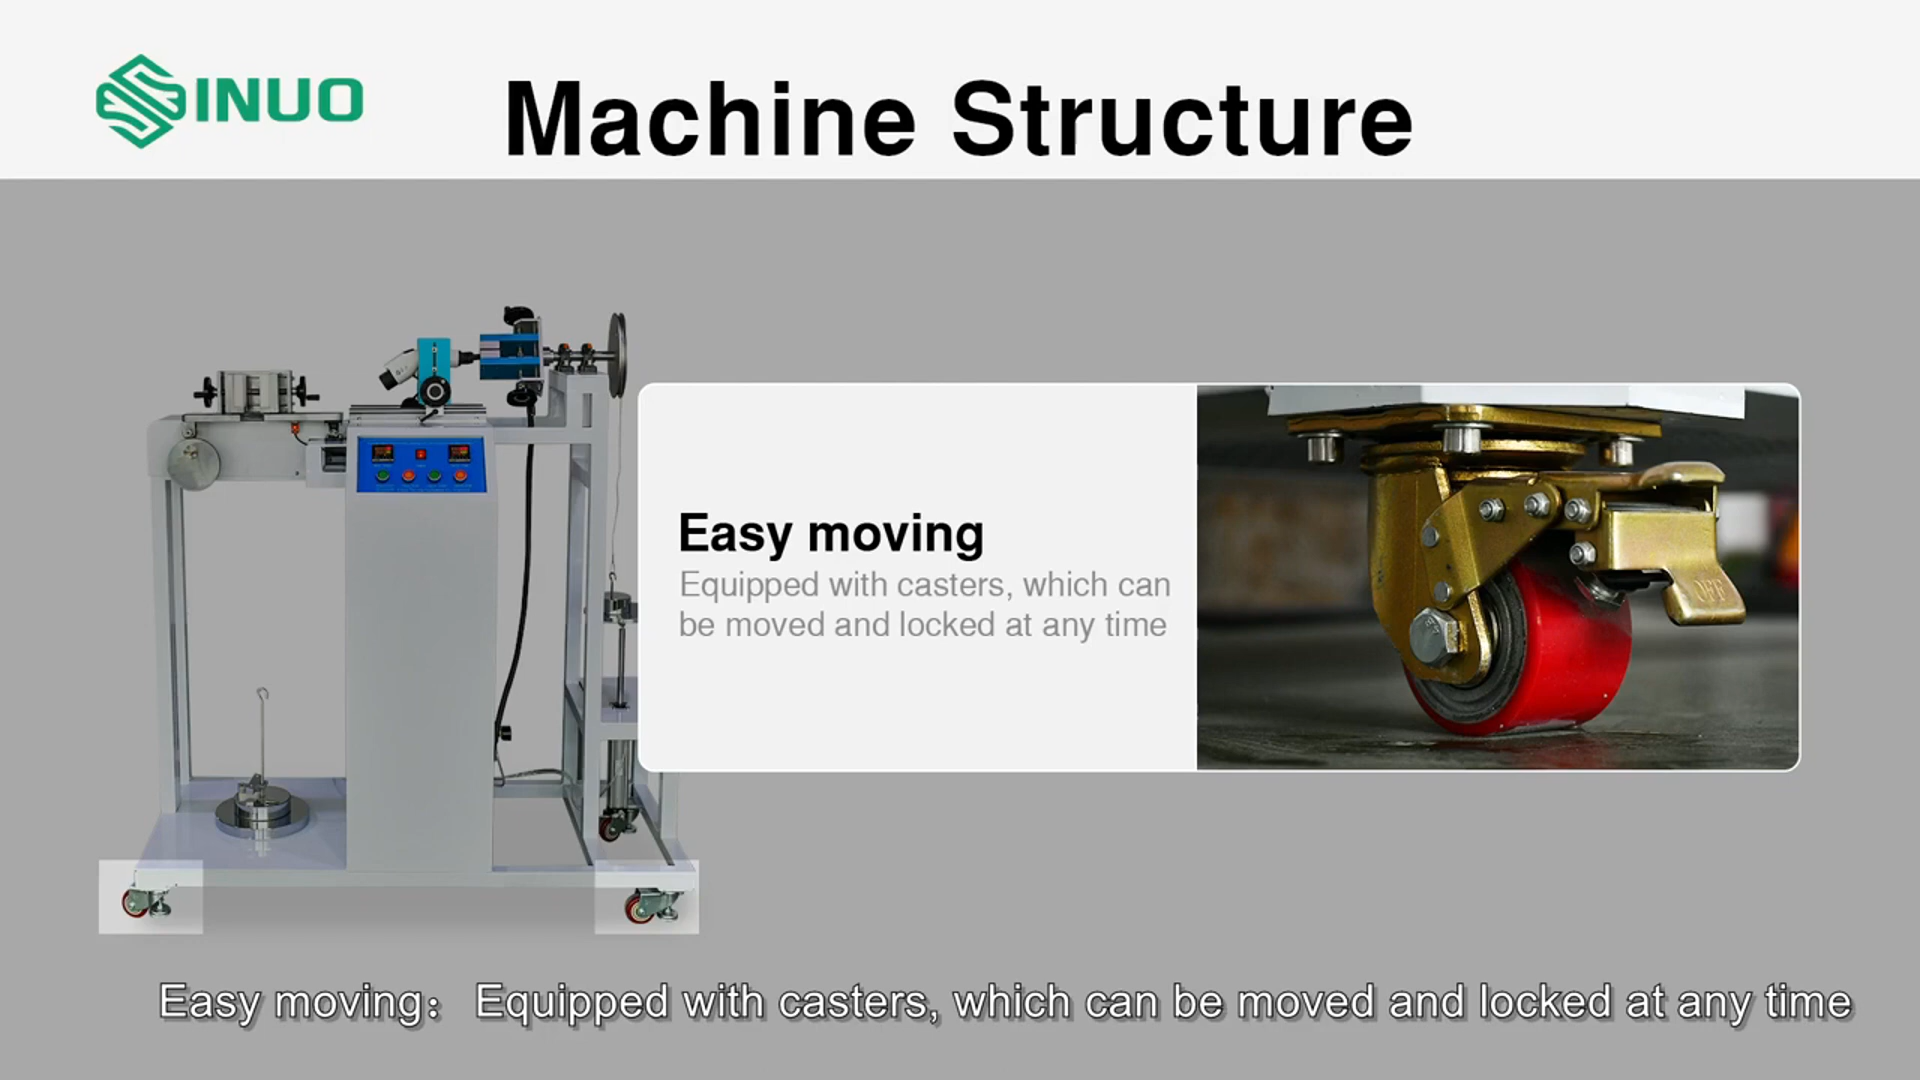 SINUO
Machine Structure
Easy moving
Equipped with casters, which can
be moved and locked at any time
OFF
Easy moving： Equipped with casters, which can be moved and locked at any time